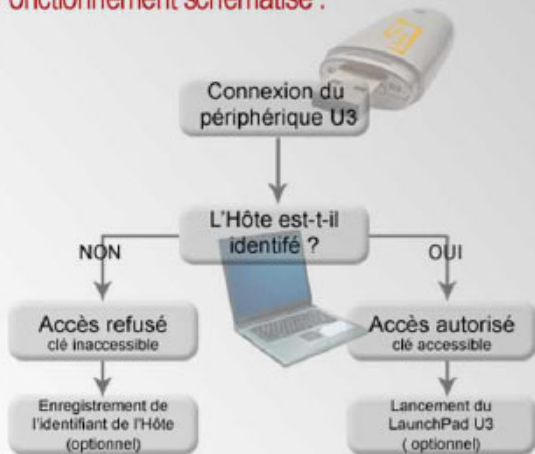 onctionnement schématisé :
Connexion du
périphérique U3
L'Hôte est-t-il
identifé ?
NON
OUI
Accès refusé
clé inaccessible
Accès autorisé
clé accessible
Enregistrement de
l'identifiant de l'Hôte
(optionnel)
Lancement du
LaunchPad U3
( optionnel)